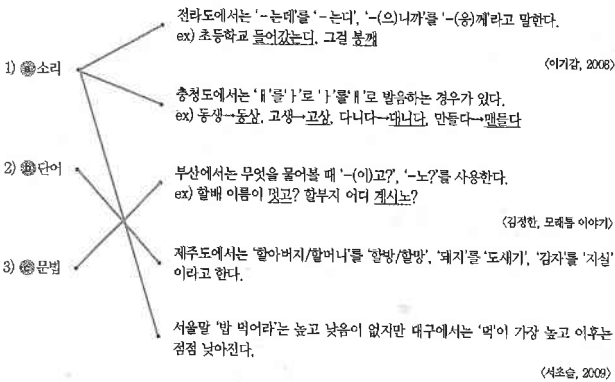 전라도에서는 '-는데'를 '-는디', '-(으)니까'를 '-(응)께'라고 말한다.
ex) 초등학교 들어갔는디, 그걸 봉깨
<이기갑, 2008>
1) 소리
충청도에서는 'ㅐ'를 'ㅏ'로 'ㅏ'를 'ㅐ'로 발음하는 경우가 있다.
ex) 동생→동상, 고생→고상, 다니다→대니다, 만들다→맨들다
2) 단어
부산에서는 무엇을 물어볼 때 '-(이)고?', '-노?'를 사용한다.
ex) 할배 이름이 멋고? 할부지 어디 계시노?
<김정한, 모래톱 이야기>
3) 문법
제주도에서는 '할아버지/할머니'를 '할방/할망', '돼지'를 '도새기', '감자'를 '지실'
이라고 한다.
서울말 '밥 먹어라'는 높고 낮음이 없지만 대구에서는 '먹'이 가장 높고 이후는
점점 낮아진다.
<서초슬, 2009>